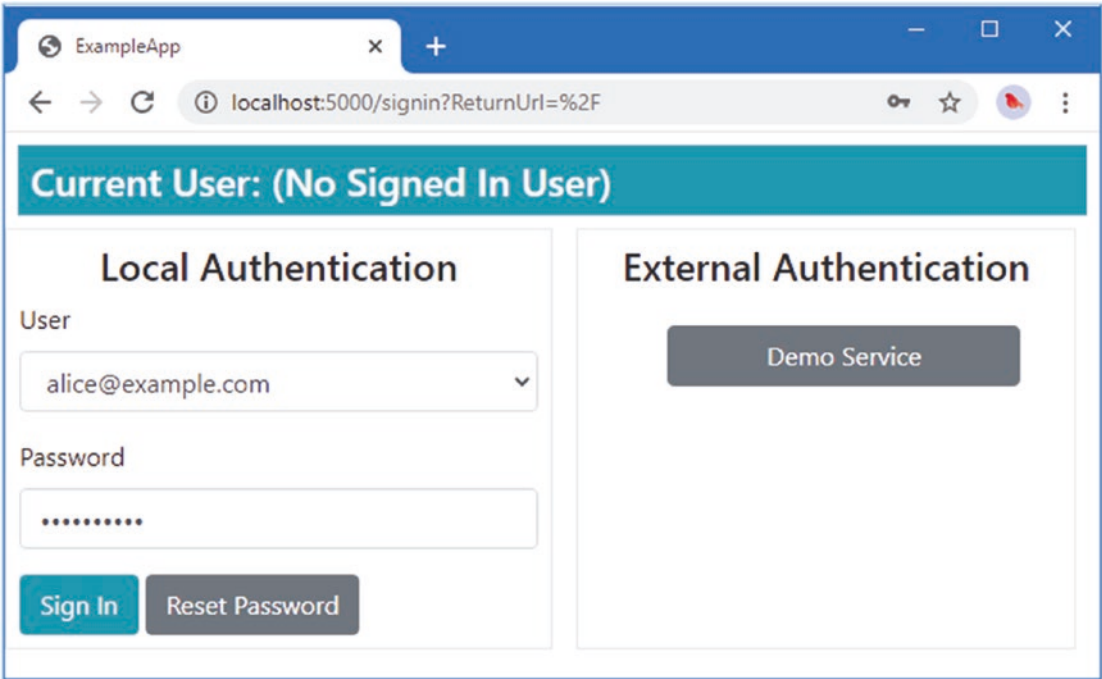 ExampleApp
localhost:5000/signin?ReturnUrl=%2F
Current User: (No Signed In User)
Local Authentication
User
alice@example.com
Password
••••••••••
Sign In Reset Password
External Authentication
Demo Service